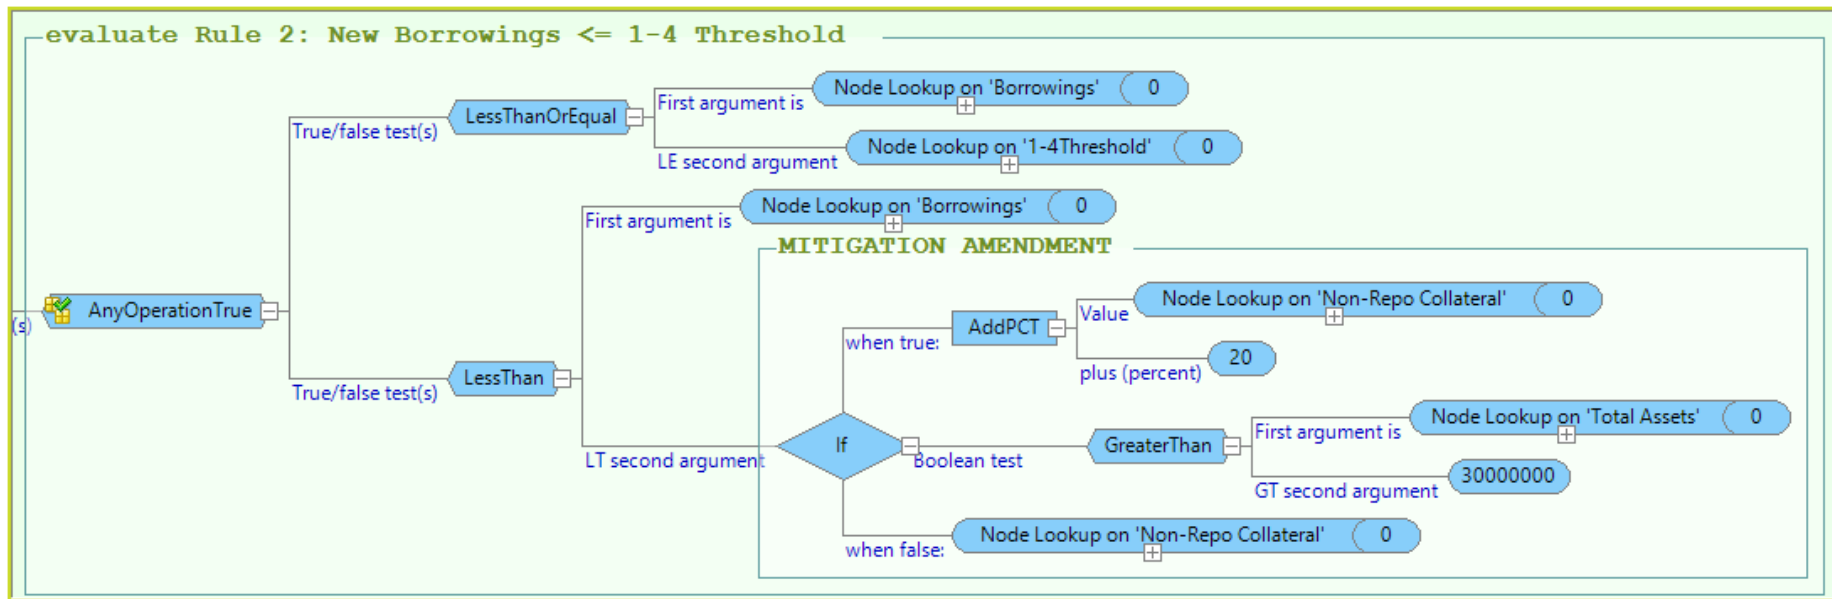 evaluate Rule 2: New Borrowings <= 1-4 Threshold
Node Lookup on 'Borrowings' 0
First argument is
LessThanOrEqual
True/false test(s)
Node Lookup on '1-4Threshold' 0
LE second argument
Node Lookup on 'Borrowings' 0
First argument is
MITIGATION AMENDMENT
Node Lookup on 'Non-Repo Collateral' 0
Value
AnyOperationTrue
(s)
AddPCT
when true:
20
plus (percent)
LessThan
True/false test(s)
Node Lookup on 'Total Assets' 0
First argument is
If
GreaterThan
LT second argument
Boolean test
30000000
GT second argument
Node Lookup on 'Non-Repo Collateral' 0
when false: